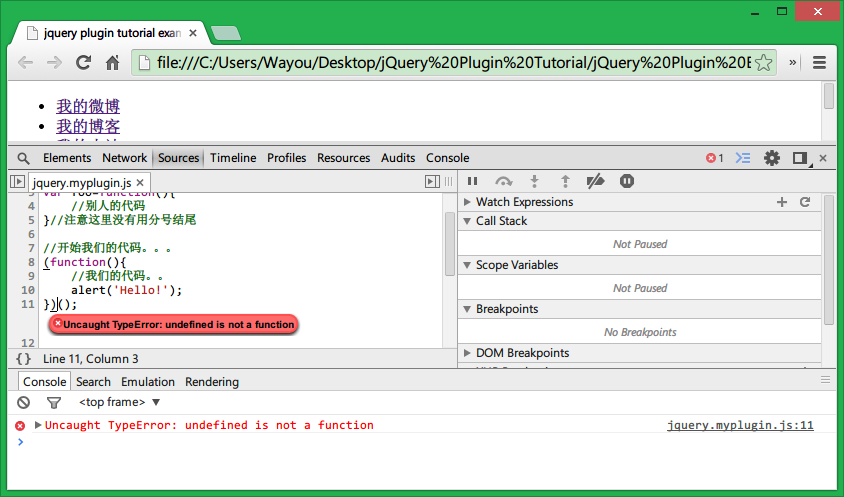 jquery plugin tutorial exan
file:///C:/Users/Wayou/Desktop/jQuery%20Plugin%20Tutorial/jQuery%20Plugin%20E
我的微博
我的博客
Elements Network Sources Timeline Profiles Resources Audits Console 1
jquery.myplugin.js
var foo=function(){
4 //别人的代码
5 }//注意这里没有用分号结尾
6
7 //开始我们的代码。。。
8 (function(){
9 //我们的代码。。
10 alert('Hello!');
11 })();
Uncaught TypeError: undefined is not a function
12
{} Line 11, Column 3
Watch Expressions
Call Stack
Not Paused
Scope Variables
Not Paused
Breakpoints
No Breakpoints
DOM Breakpoints
Console Search Emulation Rendering
<top frame>
Uncaught TypeError: undefined is not a function jquery.myplugin.js:11